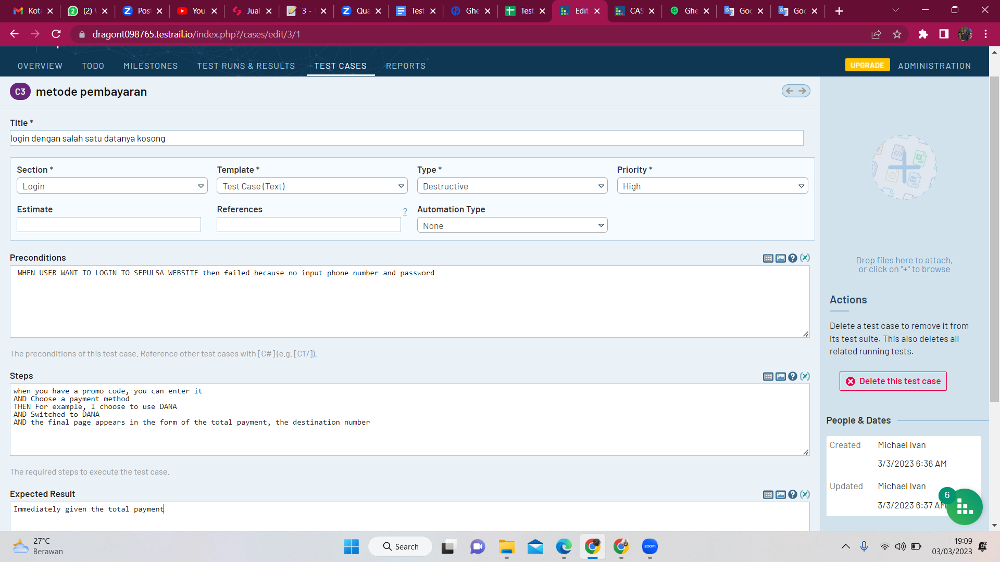 Kota
(2) \
Pos
You
Jual
3 - T
Qua
Test
Ghe
Test
Edit
CAS
Ghe
Goo
Goo
dragont098765.testrail.io/index.php?/cases/edit/3/1
OVERVIEW TODO MILESTONES TEST RUNS & RESULTS TEST CASES REPORTS UPGRADE ADMINISTRATION
C3 metode pembayaran
Title *
login dengan salah satu datanya kosong
Section * Template * Type * Priority *
Login Test Case (Text) Destructive High
Estimate References ? Automation Type
None
Preconditions
WHEN USER WANT TO LOGIN TO SEPULSA WEBSITE then failed because no input phone number and password
The preconditions of this test case. Reference other test cases with [C#] (e.g. [C17]).
Steps
when you have a promo code, you can enter it
AND Choose a payment method
THEN For example, I choose to use DANA
AND Switched to DANA
AND the final page appears in the form of the total payment, the destination number
The required steps to execute the test case.
Expected Result
Immediately given the total payment
Drop files here to attach,
or click on "+" to browse
Actions
Delete a test case to remove it from
its test suite. This also deletes all
related running tests.
Delete this test case
People & Dates
Created Michael Ivan
3/3/2023 6:36 AM
Updated Michael Ivan
3/3/2023 6:37 AM
6
27°C
Berawan
Search
zoom
19:09
03/03/2023